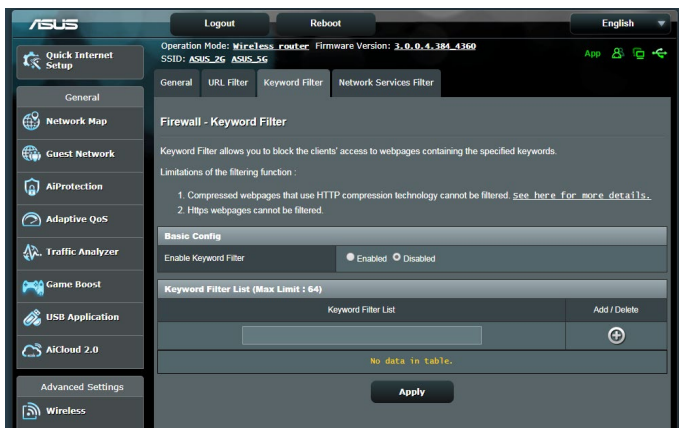 ASUS
Logout
Reboot
English
Quick Internet
Setup
Operation Mode: Wireless router Firmware Version: 3.0.0.4.384_4360
SSID: ASUS_2G ASUS_5G
App
General
URL Filter
Keyword Filter
Network Services Filter
General
Network Map
Guest Network
AiProtection
Adaptive QoS
Traffic Analyzer
Game Boost
USB Application
AiCloud 2.0
Advanced Settings
Wireless
Firewall - Keyword Filter
Keyword Filter allows you to block the clients' access to webpages containing the specified keywords.
Limitations of the filtering function :
1. Compressed webpages that use HTTP compression technology cannot be filtered. See here for more details.
2. Https webpages cannot be filtered.
Basic Config
Enable Keyword Filter
Enabled Disabled
Keyword Filter List (Max Limit : 64)
Keyword Filter List
Add / Delete
No data in table.
Apply